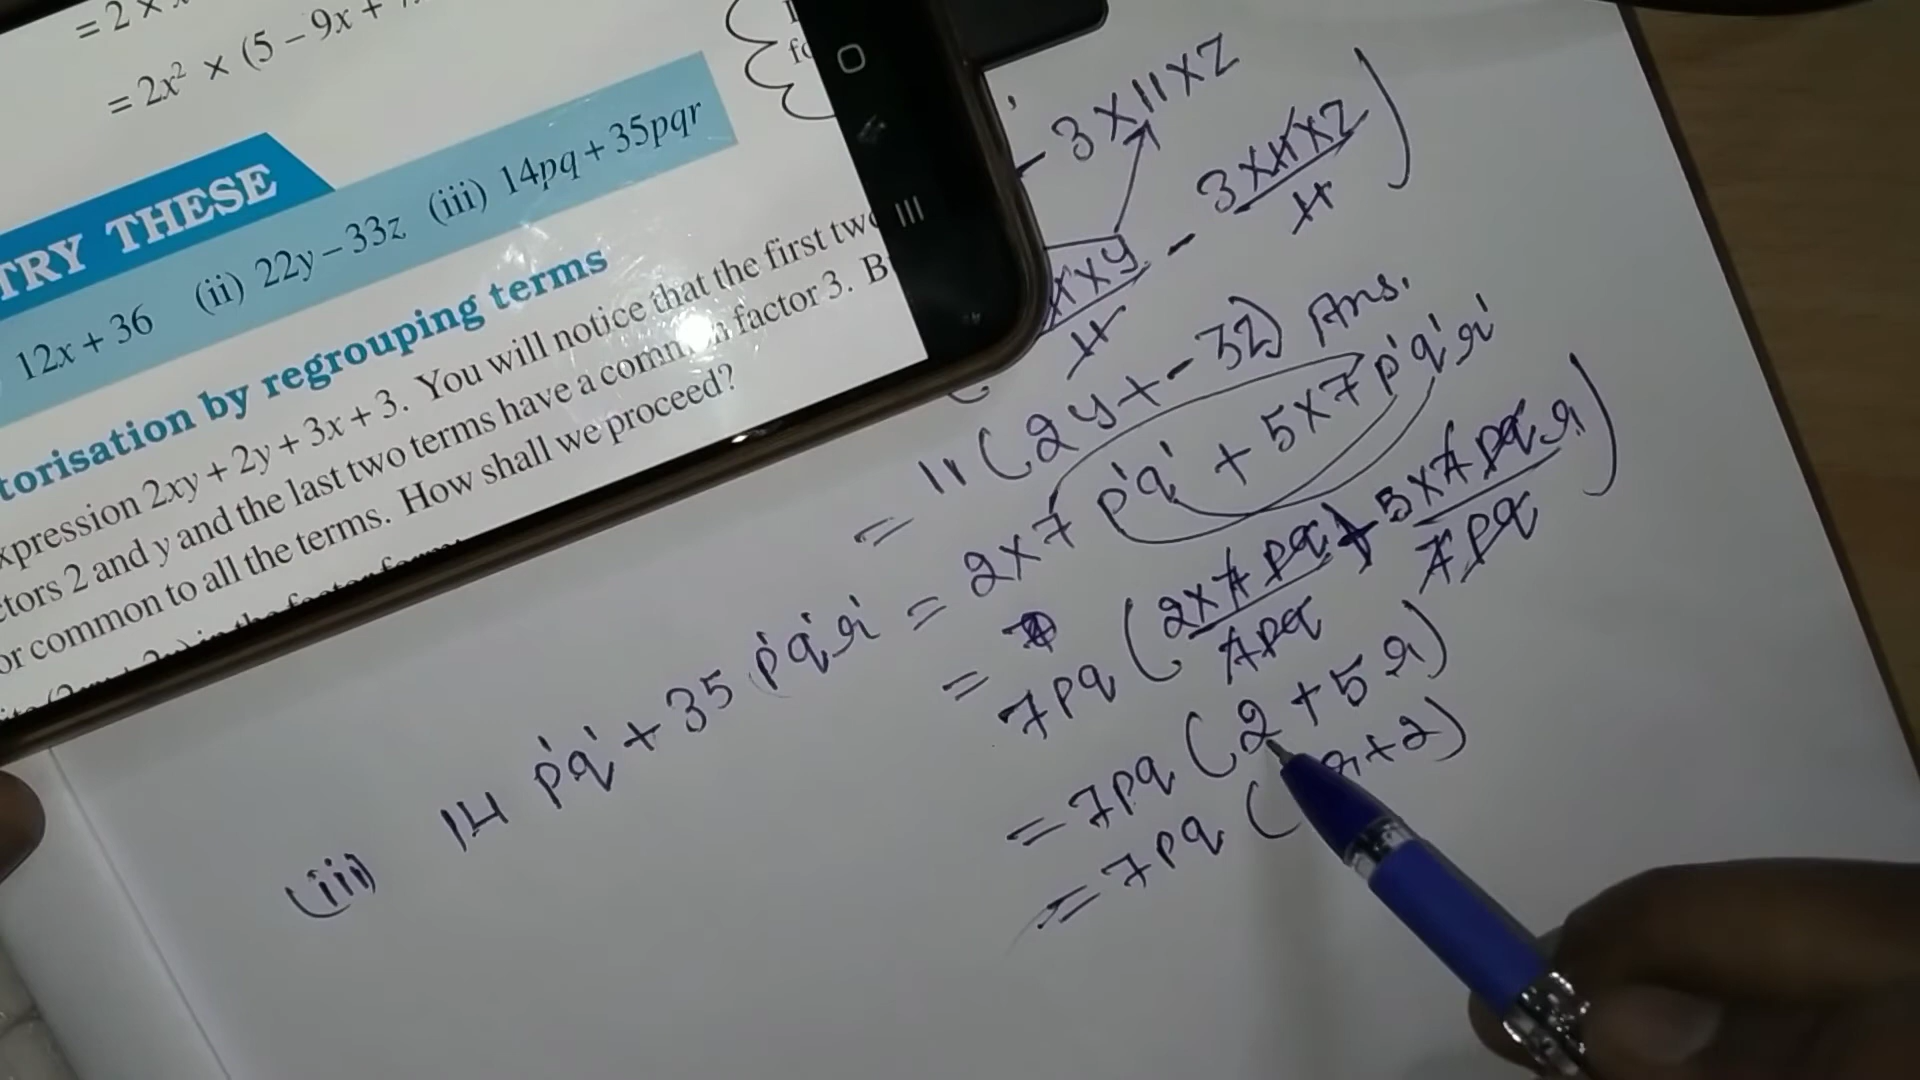 = 2 ×
= 2x² × (5 – 9x +
TRY THESE
12x + 36 (ii) 22y – 33z (iii) 14pq + 35pqr
torisation by regrouping terms
xpression 2xy + 2y + 3x + 3. You will notice that the first two
ctors 2 and y and the last two terms have a common factor 3. B
or common to all the terms. How shall we proceed?
- 3 × 11 × z
- 3×11×z/11 )
= 11 (2y - 3z) Ans.
(iii) 14 pq + 35 pqr = 2×7 pq + 5×7 pqr
= 7pq ( 2×7pq/7pq + 5×7pqr/7pq )
= 7pq ( 2 + 5r )
= 7pq ( r + 2 )